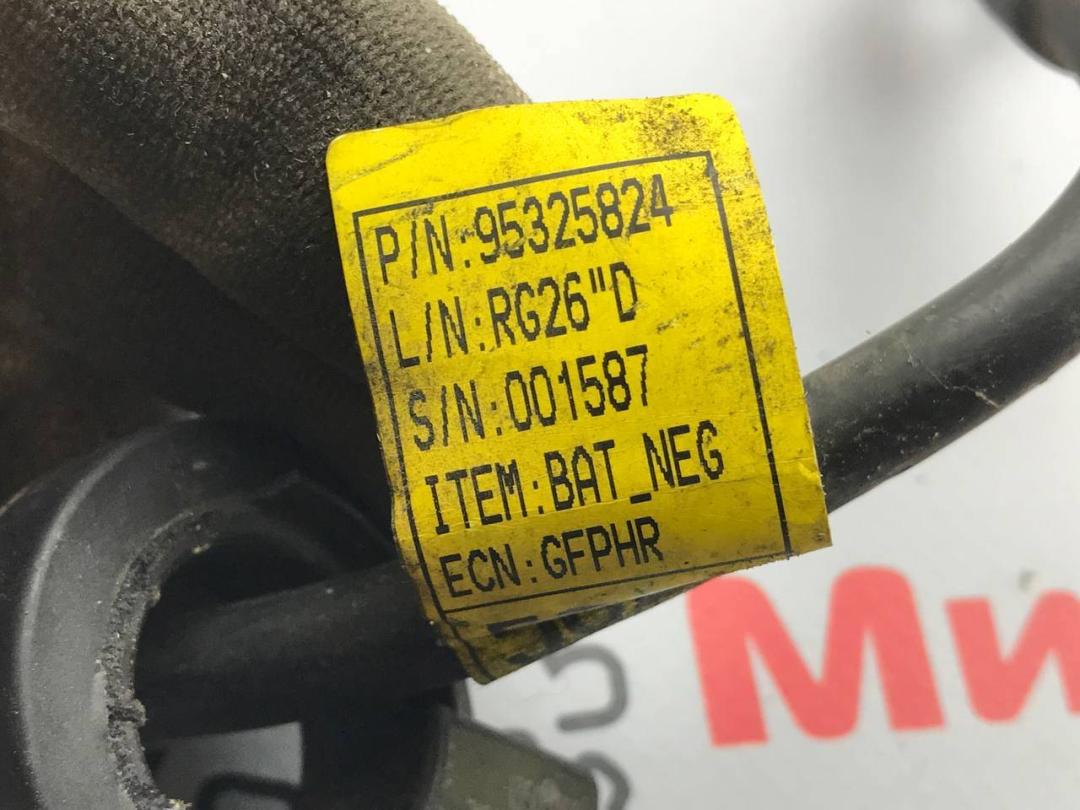 P/N:95325824
L/N:RG26"D
S/N:001587
ITEM:BAT_NEG
ECN:GFPHR
Ми